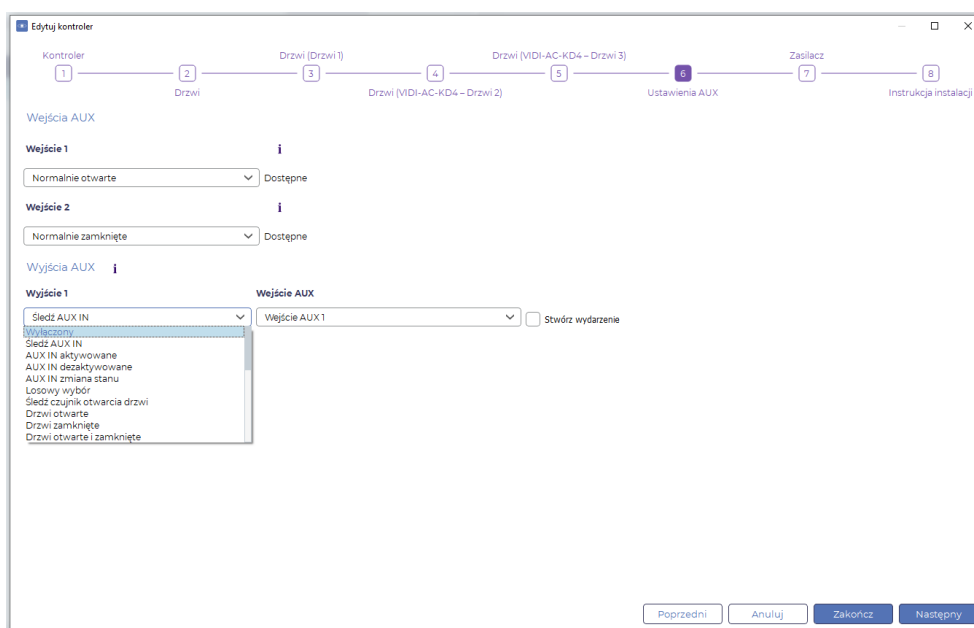 Edytuj kontroler
Kontroler Drzwi (Drzwi 1) Drzwi (VIDI-AC-KD4 – Drzwi 3) Zasilacz
1 2 3 4 5 6 7 8
Drzwi Drzwi (VIDI-AC-KD4 – Drzwi 2) Ustawienia AUX Instrukcja instalacji
Wejścia AUX
Wejście 1 i
Normalnie otwarte Dostępne
Wejście 2 i
Normalnie zamknięte Dostępne
Wyjścia AUX i
Wyjście 1 Wejście AUX
Śledź AUX IN Wejście AUX 1 Stwórz wydarzenie
Wyłączony
Śledź AUX IN
AUX IN aktywowane
AUX IN dezaktywowane
AUX IN zmiana stanu
Losowy wybór
Śledź czujnik otwarcia drzwi
Drzwi otwarte
Drzwi zamknięte
Drzwi otwarte i zamknięte
Poprzedni Anuluj Zakończ Następny